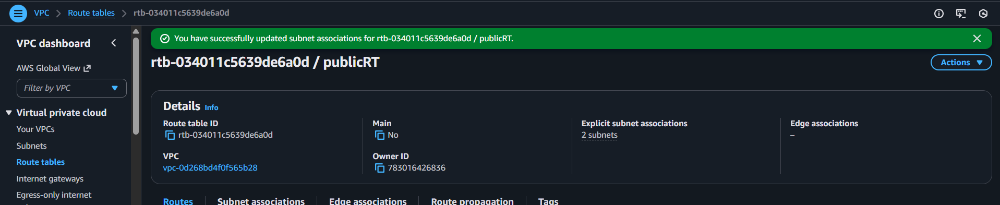 VPC > Route tables > rtb-034011c5639de6a0d
You have successfully updated subnet associations for rtb-034011c5639de6a0d / publicRT.
VPC dashboard
AWS Global View
Filter by VPC
Virtual private cloud
Your VPCs
Subnets
Route tables
Internet gateways
Egress-only internet
rtb-034011c5639de6a0d / publicRT
Actions
Details Info
Route table ID
rtb-034011c5639de6a0d
Main
No
Explicit subnet associations
2 subnets
Edge associations
–
VPC
vpc-0d268bd4f0f565b28
Owner ID
783016426836
Routes Subnet associations Edge associations Route propagation Tags